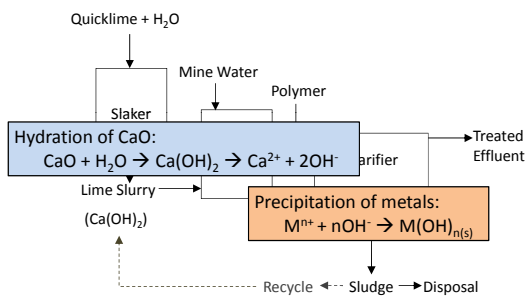 Quicklime + H₂O
Mine Water
Polymer
Slaker
Hydration of CaO:
CaO + H₂O → Ca(OH)₂ → Ca²⁺ + 2OH⁻
arifier
Treated
Effluent
Lime Slurry
(Ca(OH)₂)
Precipitation of metals:
Mⁿ⁺ + nOH⁻ → M(OH)ₙ₍ₛ₎
Recycle
Sludge
Disposal